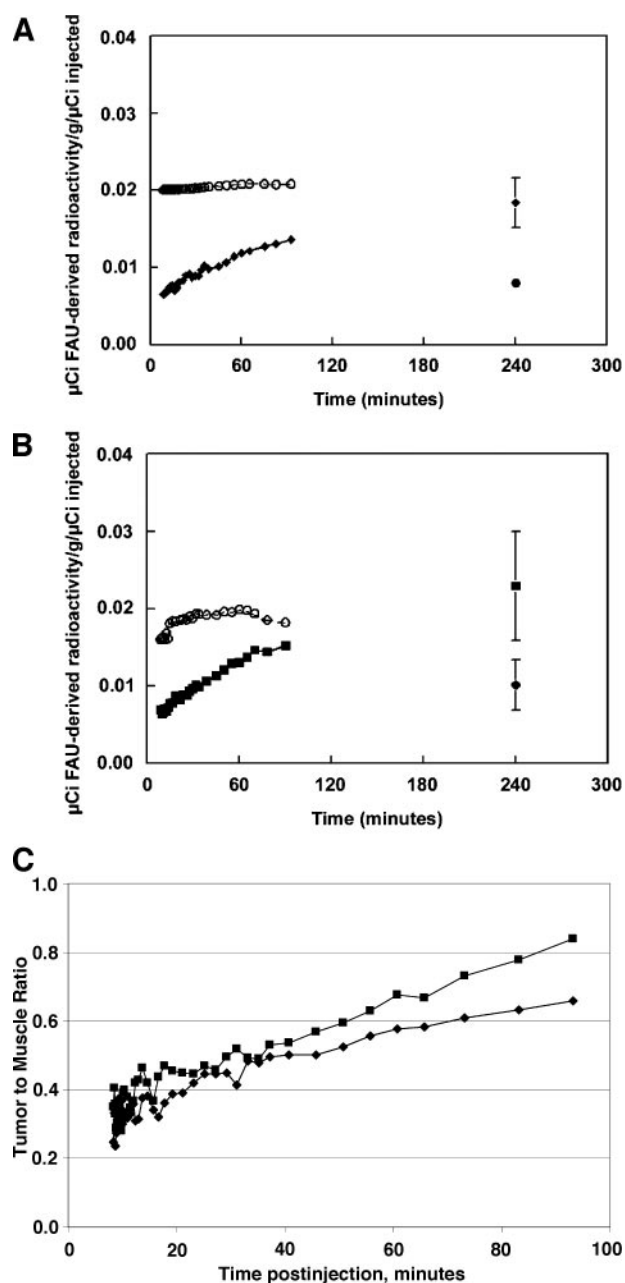 A
µCi FAU-derived radioactivity/g/µCi injected
0.04
0.03
0.02
0.01
0.00
0 60 120 180 240 300
Time (minutes)
B
µCi FAU-derived radioactivity/g/µCi injected
0.04
0.03
0.02
0.01
0.00
0 60 120 180 240 300
Time (minutes)
C
Tumor to Muscle Ratio
1.0
0.8
0.6
0.4
0.2
0.0
0 20 40 60 80 100
Time postinjection, minutes